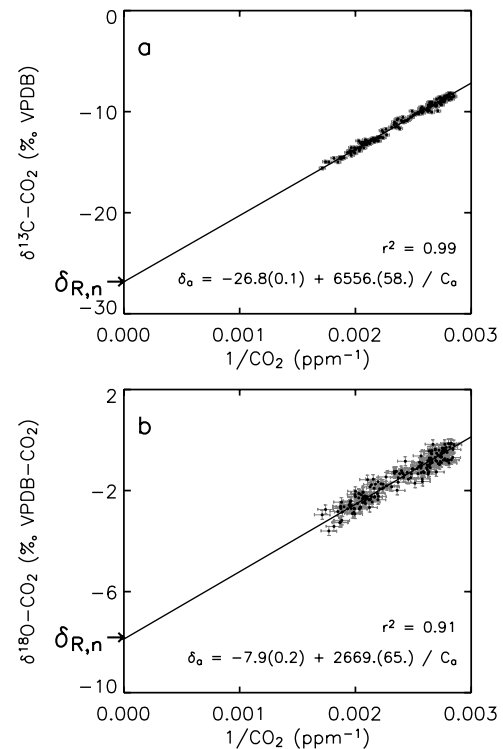 0
a
−10
δ¹³C−CO₂ (‰ VPDB)
−20
r² = 0.99
δₐ = −26.8(0.1) + 6556.(58.) / Cₐ
δR,n
−30
0.000 0.001 0.002 0.003
1/CO₂ (ppm⁻¹)
2
b
−2
δ¹⁸O−CO₂ (‰ VPDB−CO₂)
−6
r² = 0.91
δR,n
δₐ = −7.9(0.2) + 2669.(65.) / Cₐ
−10
0.000 0.001 0.002 0.003
1/CO₂ (ppm⁻¹)